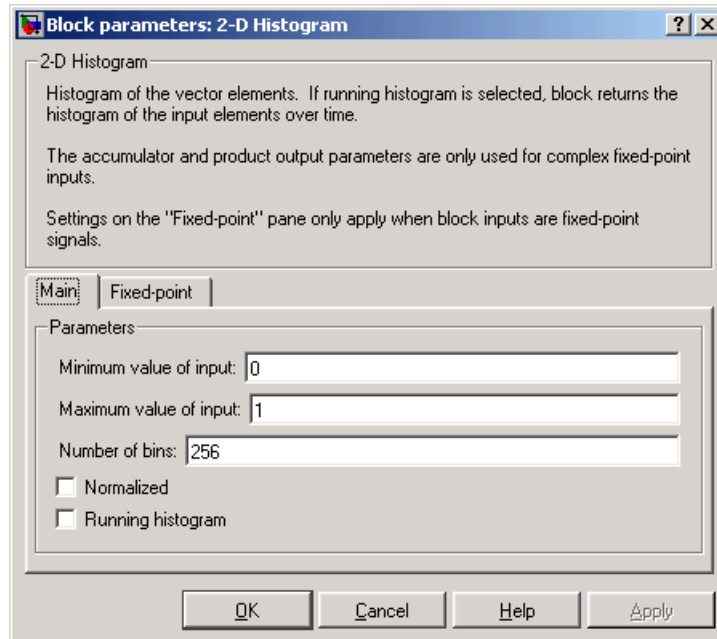 Block parameters: 2-D Histogram
2-D Histogram
Histogram of the vector elements. If running histogram is selected, block returns the
histogram of the input elements over time.
The accumulator and product output parameters are only used for complex fixed-point
inputs.
Settings on the "Fixed-point" pane only apply when block inputs are fixed-point
signals.
Main Fixed-point
Parameters
Minimum value of input: 0
Maximum value of input: 1
Number of bins: 256
Normalized
Running histogram
OK Cancel Help Apply